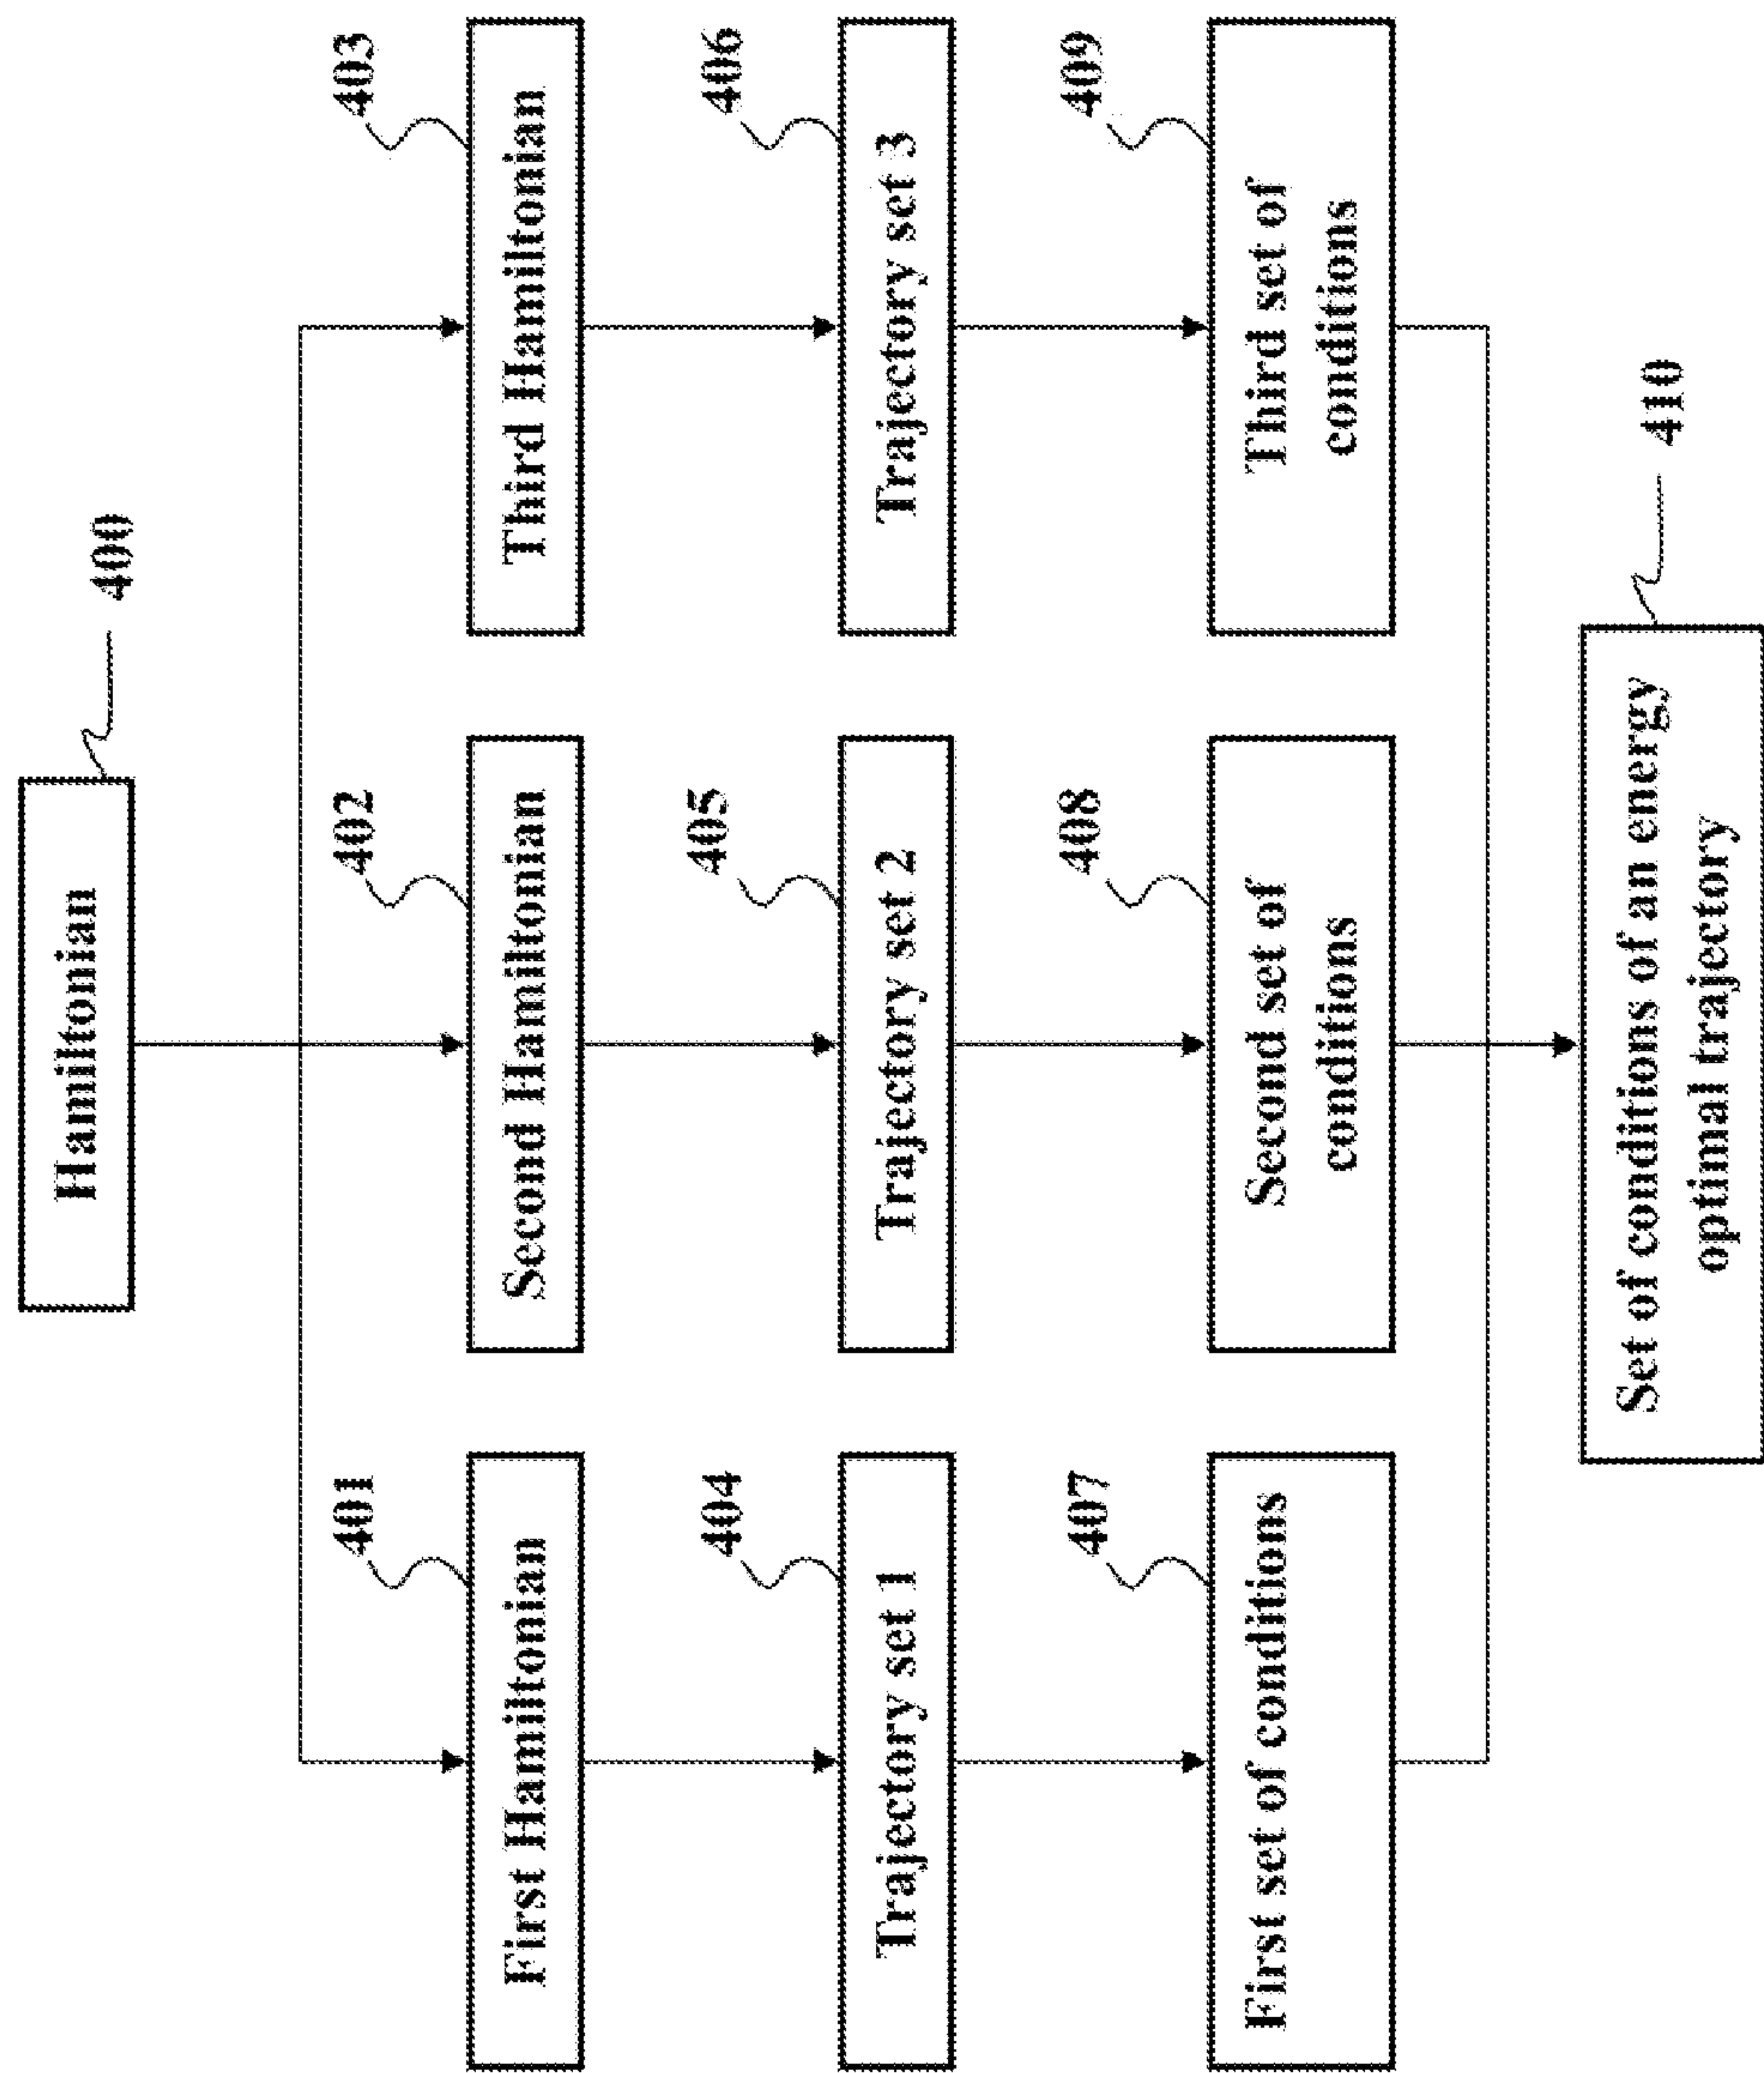 Hamiltonian
400
401
402
403
First Hamiltonian
Second Hamiltonian
Third Hamiltonian
404
405
406
Trajectory set 1
Trajectory set 2
Trajectory set 3
407
408
409
First set of conditions
Second set of
conditions
Third set of
conditions
410
Set of conditions of an energy
optimal trajectory